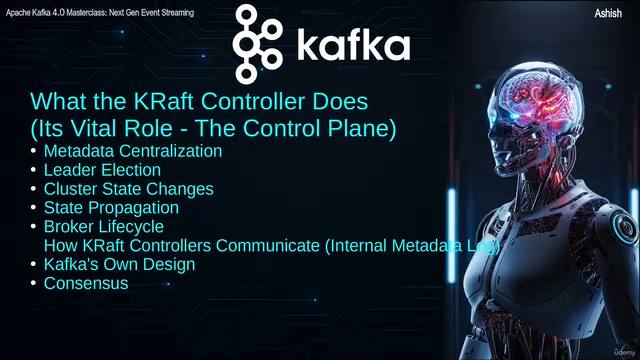 Apache Kafka 4.0 Masterclass: Next Gen Event Streaming
Ashish
kafka
What the KRaft Controller Does
(Its Vital Role - The Control Plane)
• Metadata Centralization
• Leader Election
• Cluster State Changes
• State Propagation
• Broker Lifecycle
How KRaft Controllers Communicate (Internal Metadata Log)
• Kafka's Own Design
• Consensus
udemy